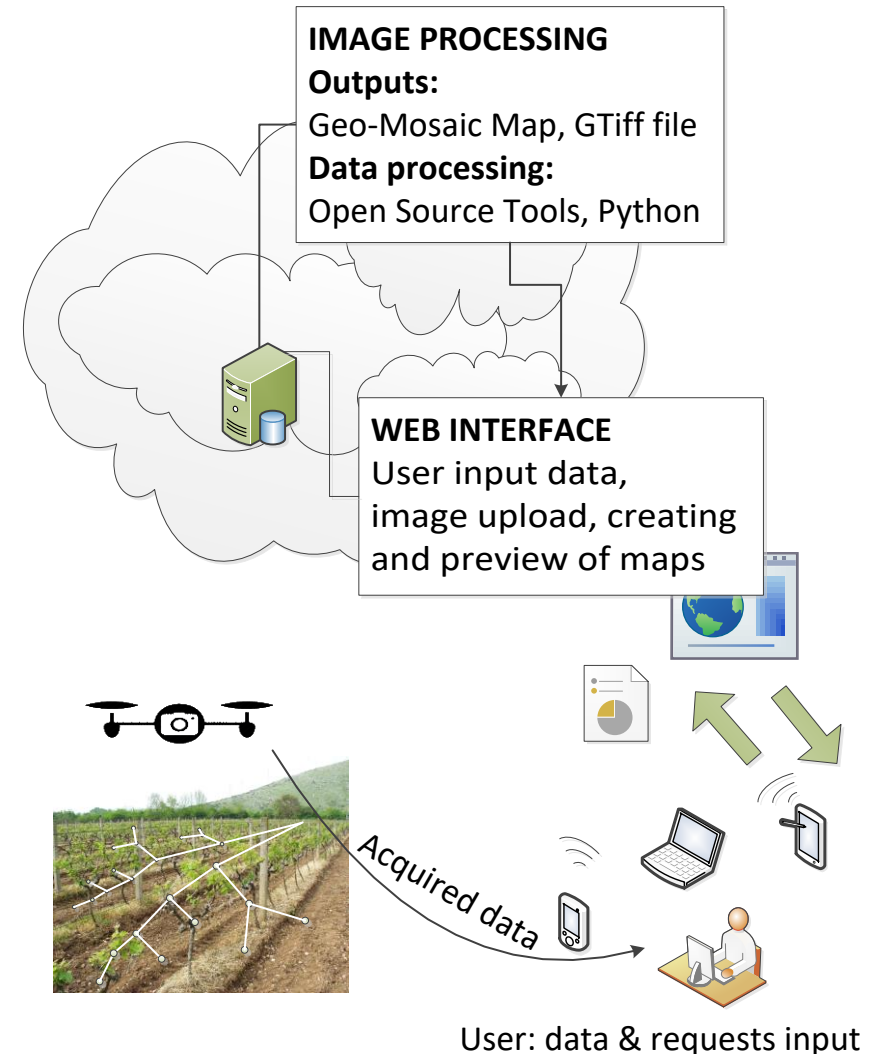 IMAGE PROCESSING
Outputs:
Geo-Mosaic Map, GTiff file
Data processing:
Open Source Tools, Python
WEB INTERFACE
User input data,
image upload, creating
and preview of maps
Acquired data
User: data & requests input